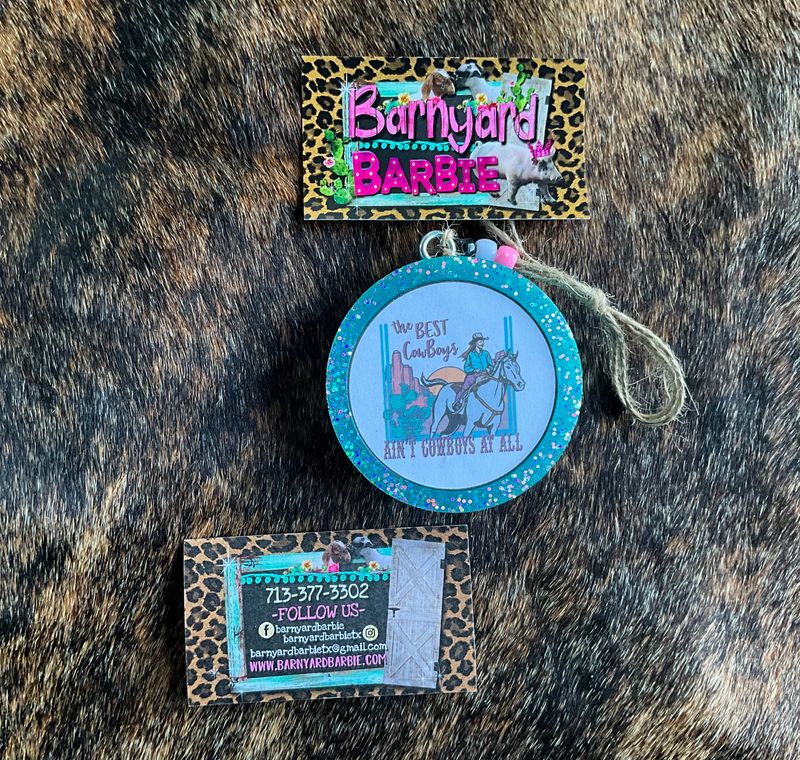 Barnyard
BARBIE
the BEST
CowBoys
AIN'T COWBOYS AT ALL
713-377-3302
-FOLLOW US-
barnyardbarbie
barnyardbarbietx
barnyardbarbietx@gmail.com
WWW.BARNYARDBARBIE.COM